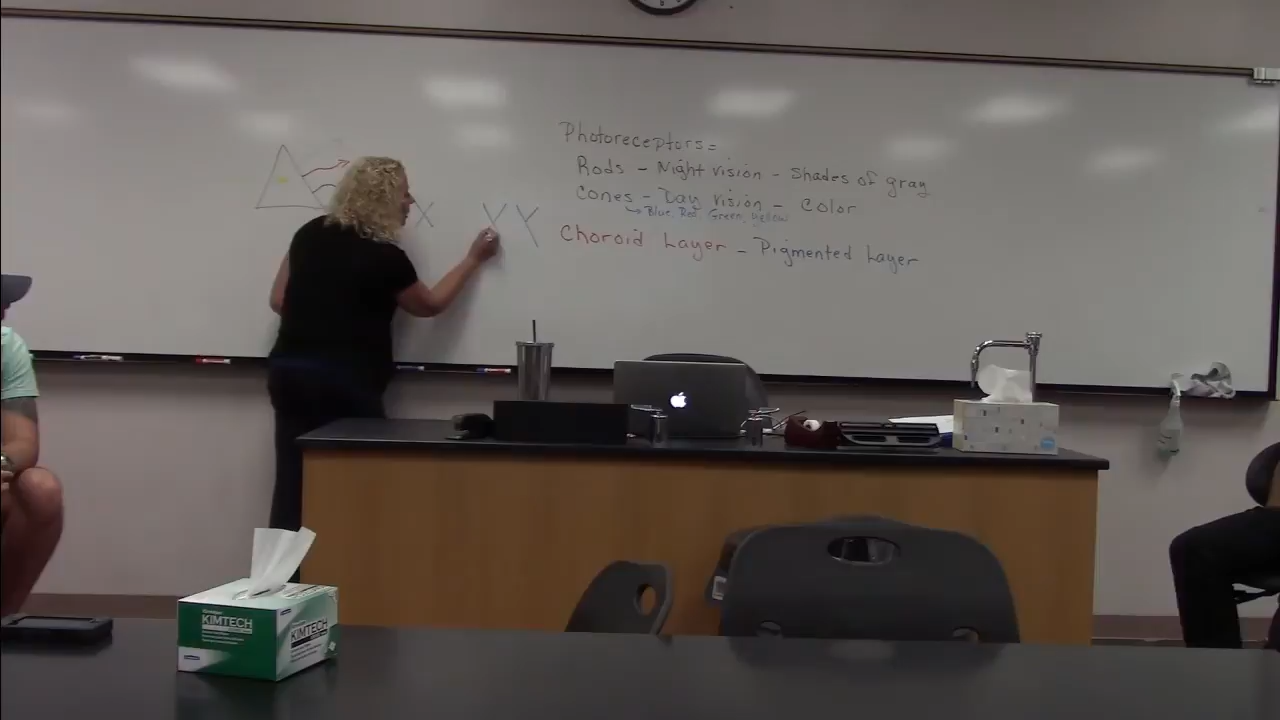 Photoreceptors=
Rods - Night vision - Shades of gray
Cones - Day vision - Color
Blue, Red, Green, Yellow
Choroid Layer - Pigmented Layer
X Y Y
KIMTECH
KIMTECH